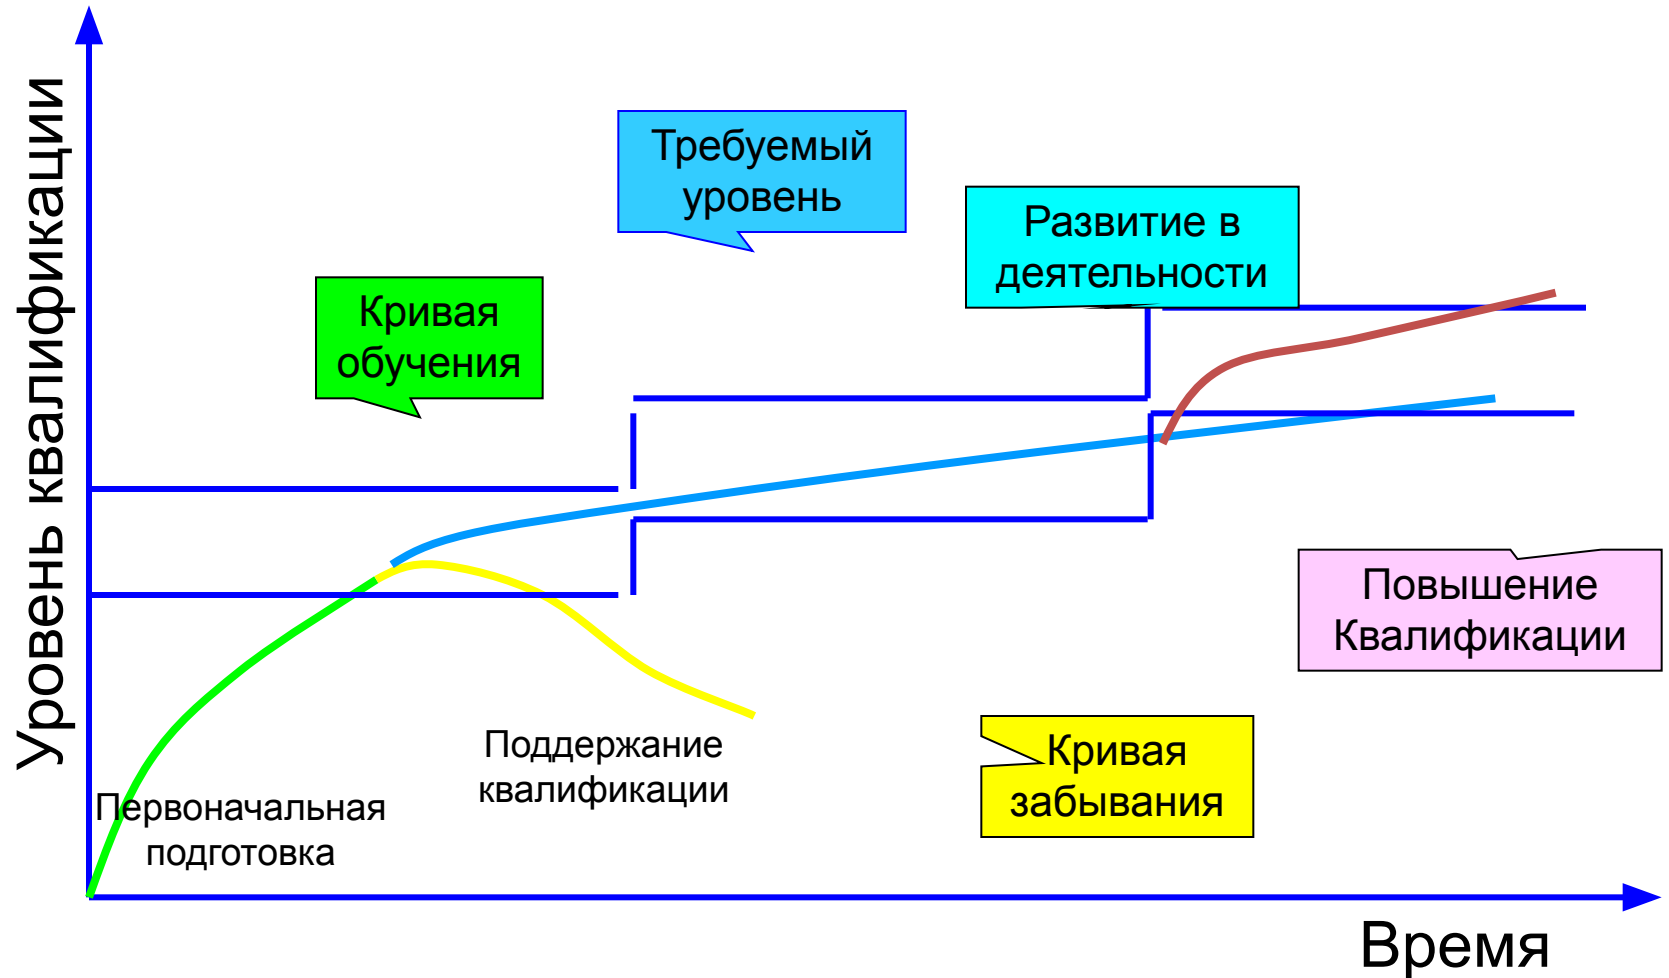 Уровень квалификации
Требуемый
уровень
Развитие в
деятельности
Кривая
обучения
Повышение
Квалификации
Кривая
забывания
Поддержание
квалификации
Первоначальная
подготовка
Время